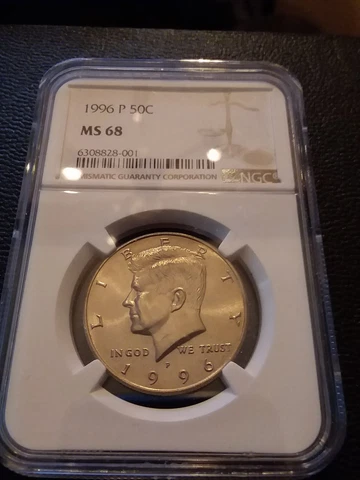 1996 P 50C
MS 68
6308828-001
NUMISMATIC GUARANTY CORPORATION NGC
LIBERTY
IN GOD WE TRUST
P
1996